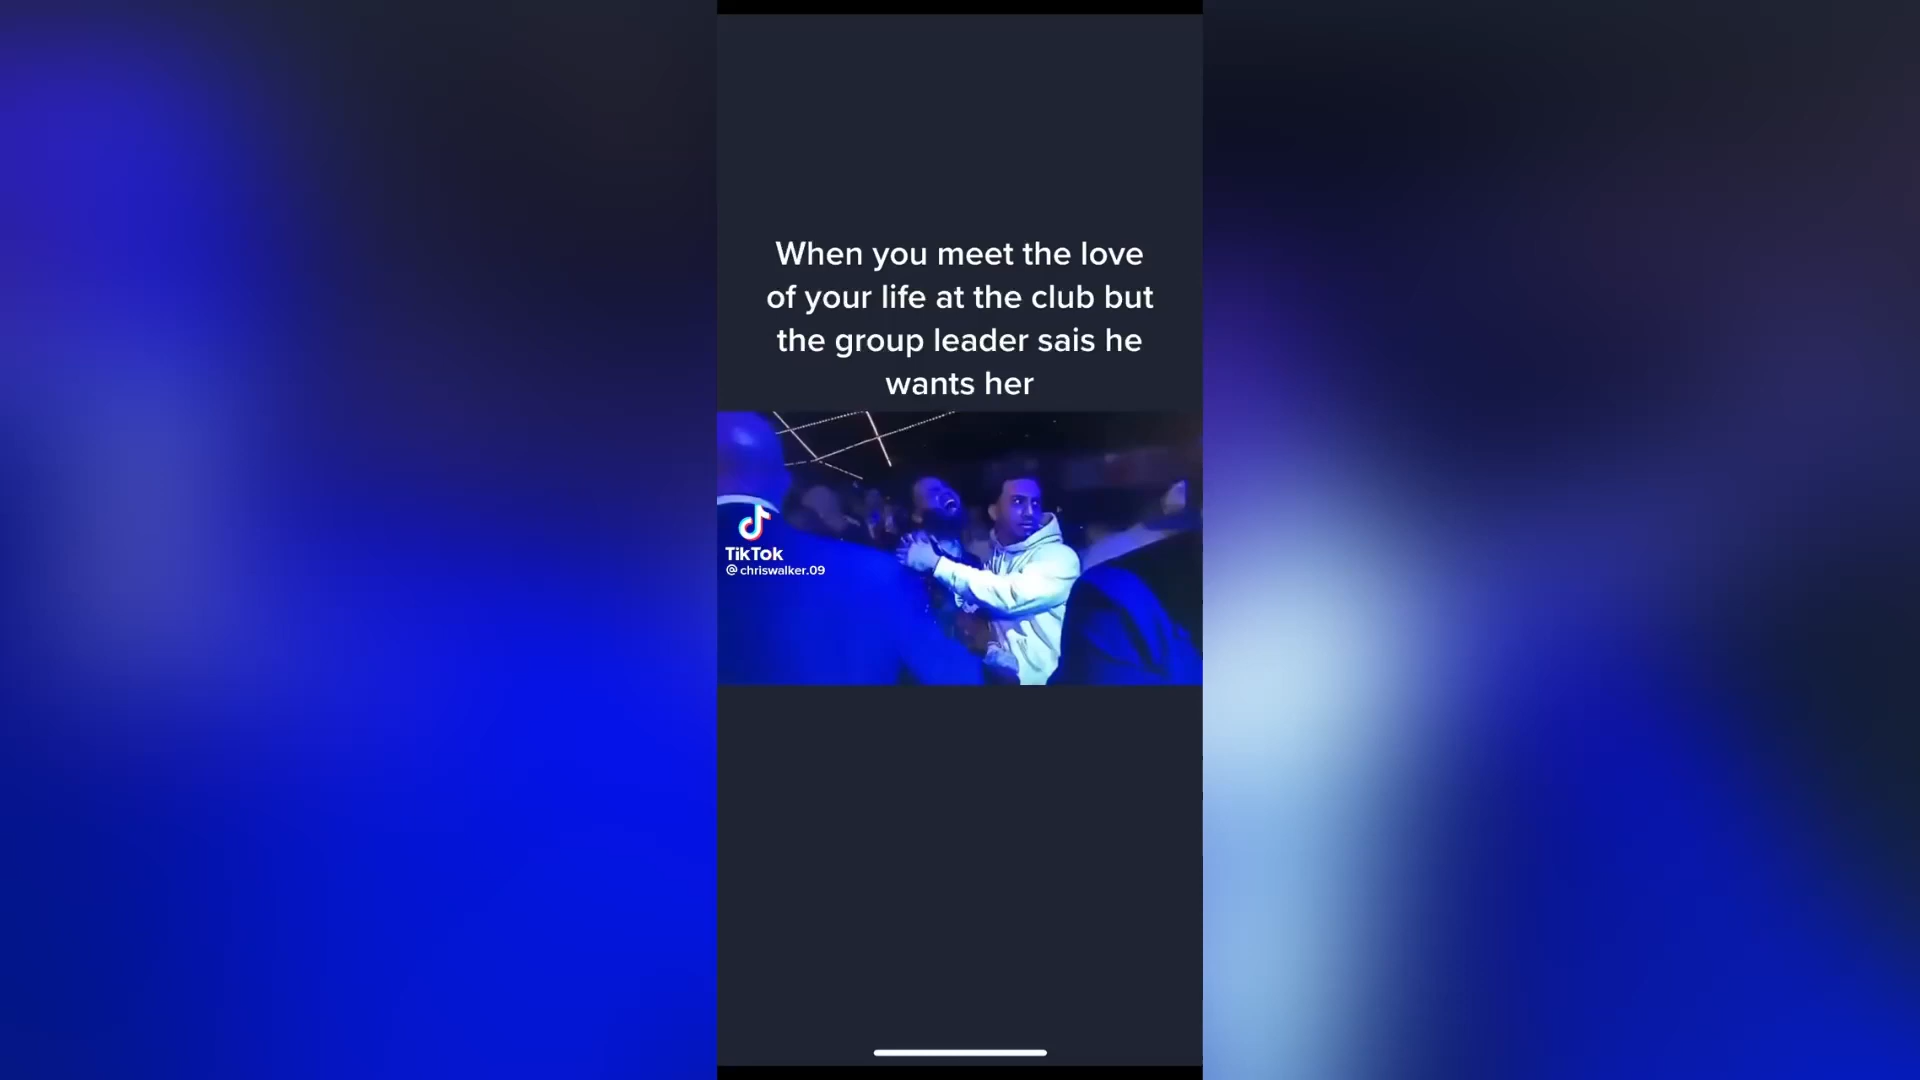 When you meet the love
of your life at the club but
the group leader sais he
wants her
TikTok
@chriswalker.09